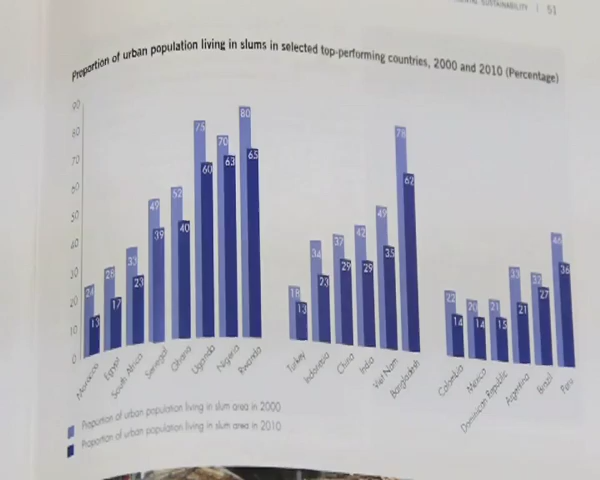 SUSTAINABILITY | 51
Proportion of urban population living in slums in selected top-performing countries, 2000 and 2010 (Percentage)
90
80
70
60
50
40
30
20
10
0
24 13 28 17 33 23 49 39 52 40 75 60 70 63 80 65
18 13 34 23 37 29 42 29 49 35 78 62
22 14 20 14 21 15 33 21 32 27 46 36
Morocco Egypt South Africa Senegal Ghana Uganda Nigeria Rwanda
Turkey Indonesia China India Viet Nam Bangladesh
Colombia Mexico Dominican Republic Argentina Brazil Peru
Proportion of urban population living in slum area in 2000
Proportion of urban population living in slum area in 2010